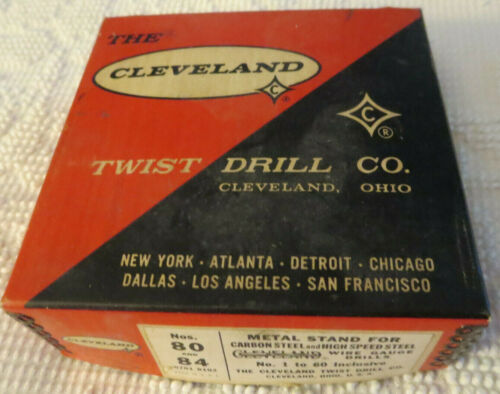 THE
CLEVELAND
C
®
C
®
TWIST DRILL CO.
CLEVELAND, OHIO
NEW YORK · ATLANTA · DETROIT · CHICAGO
DALLAS · LOS ANGELES · SAN FRANCISCO
CLEVELAND
Nos.
80
AND
84
METAL STAND FOR
CARBON STEEL and HIGH SPEED STEEL
CLEVELAND WIRE GAUGE
DRILLS
No. 1 to 60 Inclusive
THE CLEVELAND TWIST DRILL CO.
CLEVELAND, OHIO, U.S.A.